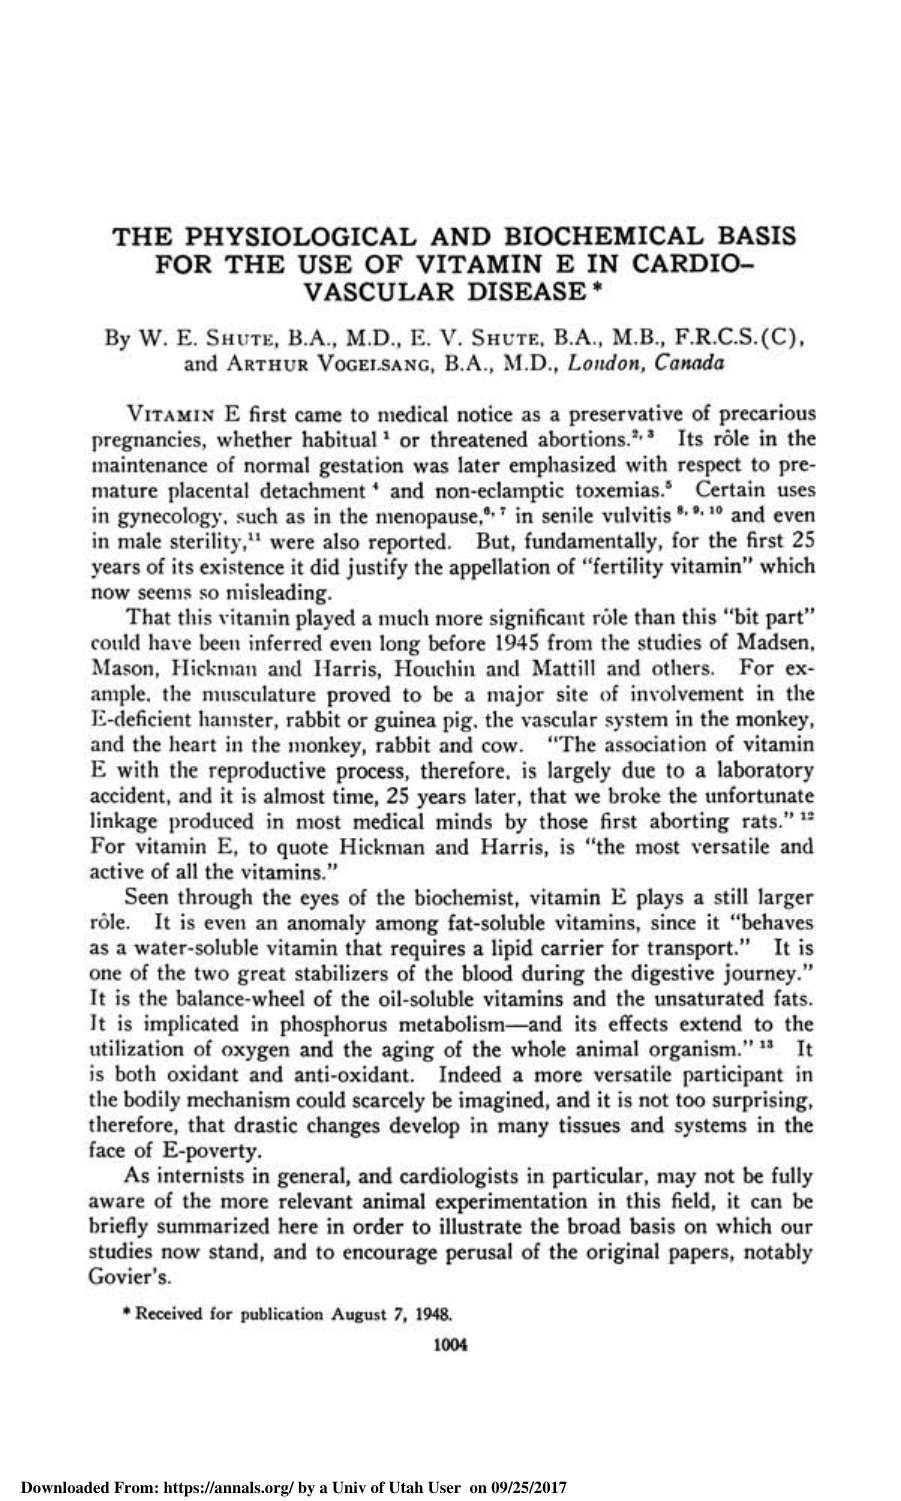 THE PHYSIOLOGICAL AND BIOCHEMICAL BASIS
FOR THE USE OF VITAMIN E IN CARDIO-
VASCULAR DISEASE *
By W. E. SHUTE, B.A., M.D., E. V. SHUTE, B.A., M.B., F.R.C.S.(C),
and ARTHUR VOGELSANG, B.A., M.D., London, Canada
VITAMIN E first came to medical notice as a preservative of precarious
pregnancies, whether habitual ¹ or threatened abortions.²,³ Its rôle in the
maintenance of normal gestation was later emphasized with respect to pre-
mature placental detachment ⁴ and non-eclamptic toxemias.⁵ Certain uses
in gynecology, such as in the menopause,⁶,⁷ in senile vulvitis ⁸,⁹,¹⁰ and even
in male sterility,¹¹ were also reported. But, fundamentally, for the first 25
years of its existence it did justify the appellation of "fertility vitamin" which
now seems so misleading.
That this vitamin played a much more significant rôle than this "bit part"
could have been inferred even long before 1945 from the studies of Madsen,
Mason, Hickman and Harris, Houchin and Mattill and others. For ex-
ample, the musculature proved to be a major site of involvement in the
E-deficient hamster, rabbit or guinea pig, the vascular system in the monkey,
and the heart in the monkey, rabbit and cow. "The association of vitamin
E with the reproductive process, therefore, is largely due to a laboratory
accident, and it is almost time, 25 years later, that we broke the unfortunate
linkage produced in most medical minds by those first aborting rats." ¹²
For vitamin E, to quote Hickman and Harris, is "the most versatile and
active of all the vitamins."
Seen through the eyes of the biochemist, vitamin E plays a still larger
rôle. It is even an anomaly among fat-soluble vitamins, since it "behaves
as a water-soluble vitamin that requires a lipid carrier for transport." It is
one of the two great stabilizers of the blood during the digestive journey."
It is the balance-wheel of the oil-soluble vitamins and the unsaturated fats.
It is implicated in phosphorus metabolism—and its effects extend to the
utilization of oxygen and the aging of the whole animal organism." ¹³ It
is both oxidant and anti-oxidant. Indeed a more versatile participant in
the bodily mechanism could scarcely be imagined, and it is not too surprising,
therefore, that drastic changes develop in many tissues and systems in the
face of E-poverty.
As internists in general, and cardiologists in particular, may not be fully
aware of the more relevant animal experimentation in this field, it can be
briefly summarized here in order to illustrate the broad basis on which our
studies now stand, and to encourage perusal of the original papers, notably
Govier's.
* Received for publication August 7, 1948.
1004
Downloaded From: https://annals.org/ by a Univ of Utah User on 09/25/2017